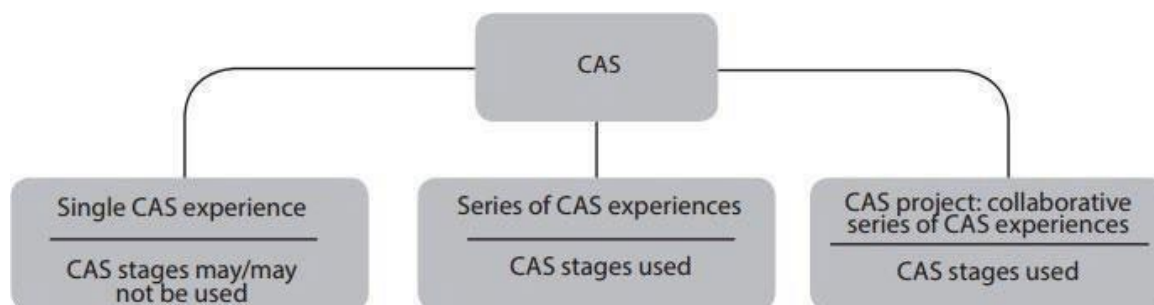 CAS
Single CAS experience
CAS stages may/may
not be used
Series of CAS experiences
CAS stages used
CAS project: collaborative
series of CAS experiences
CAS stages used